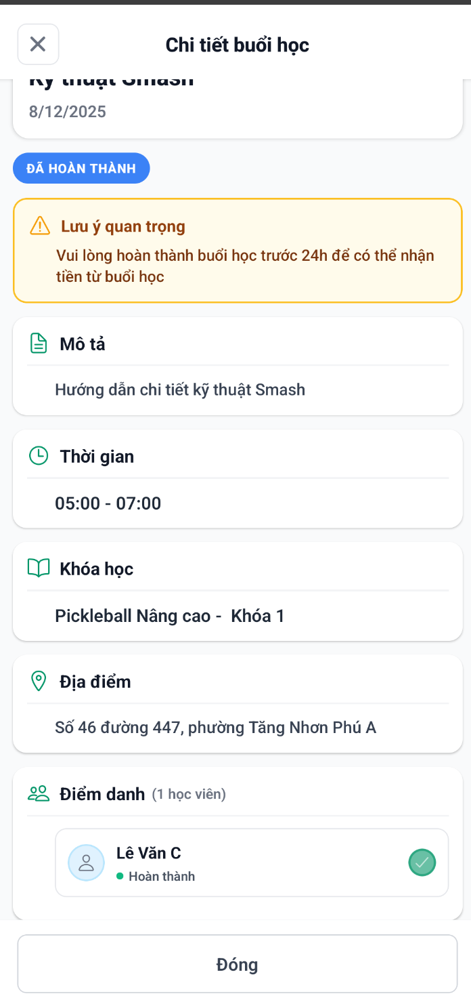 Chi tiết buổi học
Kỹ thuật Smash
8/12/2025
ĐÃ HOÀN THÀNH
Lưu ý quan trọng
Vui lòng hoàn thành buổi học trước 24h để có thể nhận
tiền từ buổi học
Mô tả
Hướng dẫn chi tiết kỹ thuật Smash
Thời gian
05:00 - 07:00
Khóa học
Pickleball Nâng cao -  Khóa 1
Địa điểm
Số 46 đường 447, phường Tăng Nhơn Phú A
Điểm danh (1 học viên)
Lê Văn C
Hoàn thành
Đóng